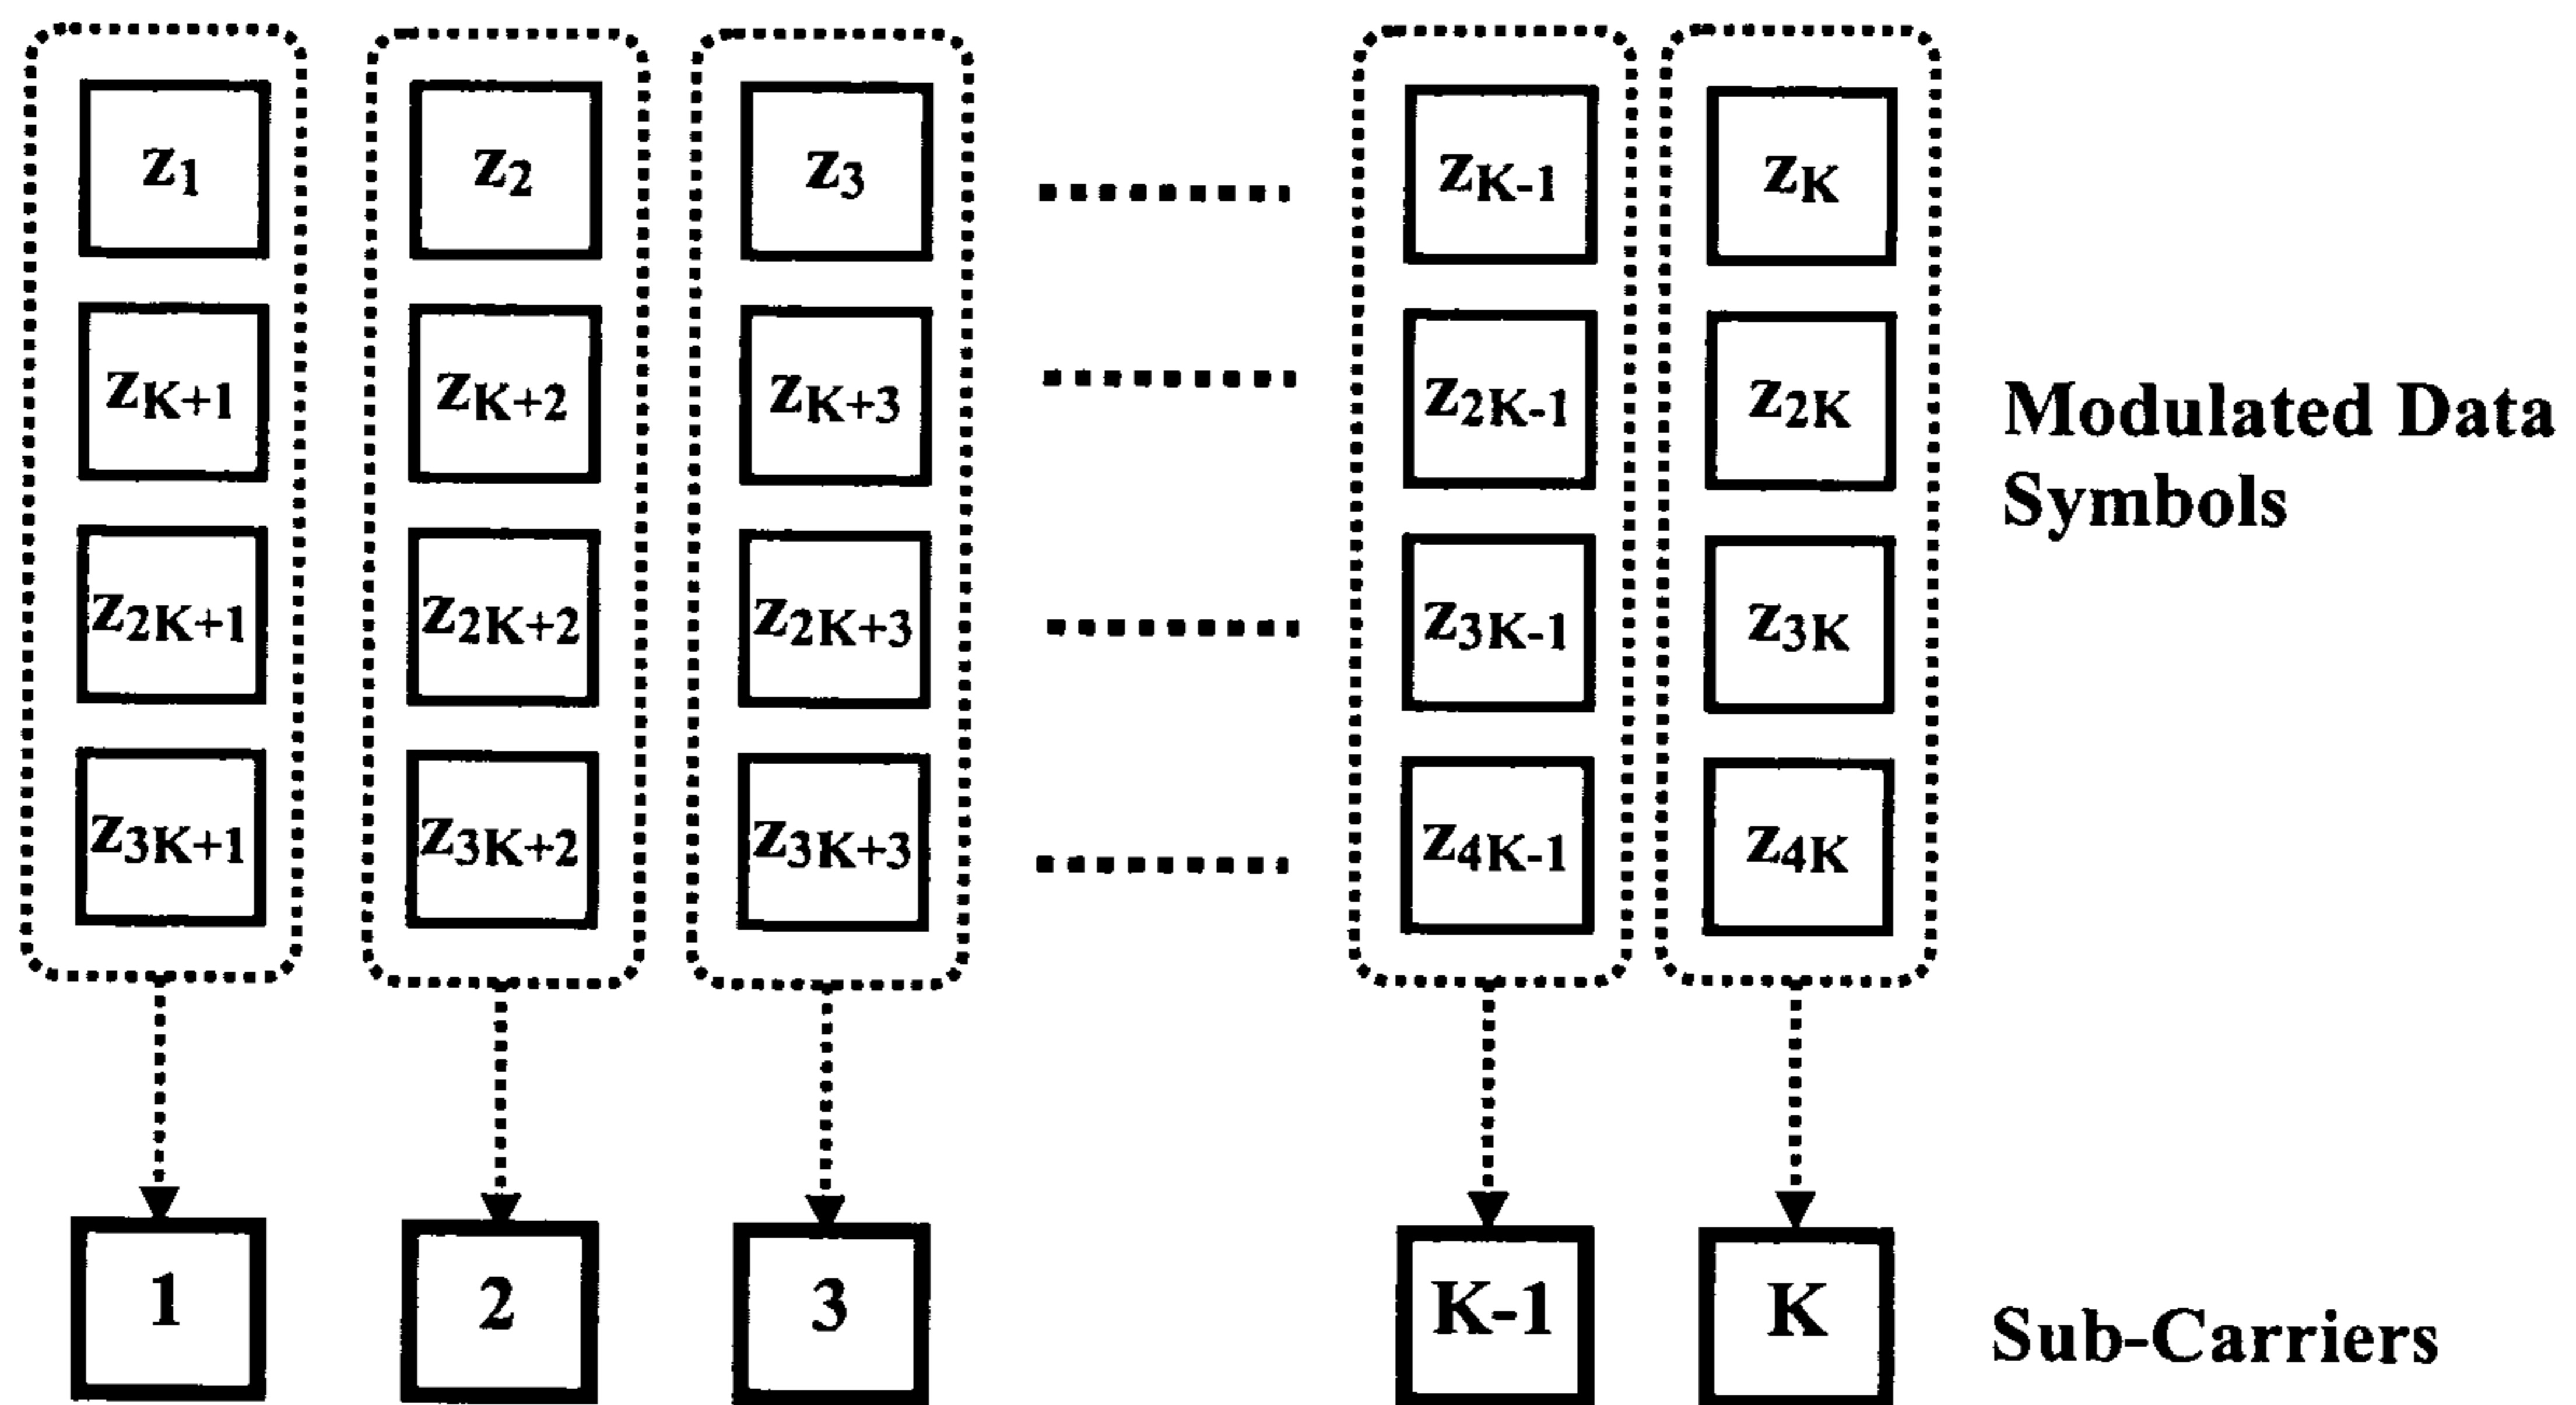 z1 z2 z3 zK-1 zK
zK+1 zK+2 zK+3 z2K-1 z2K
Modulated Data
Symbols
z2K+1 z2K+2 z2K+3 z3K-1 z3K
z3K+1 z3K+2 z3K+3 z4K-1 z4K
1 2 3 K-1 K
Sub-Carriers